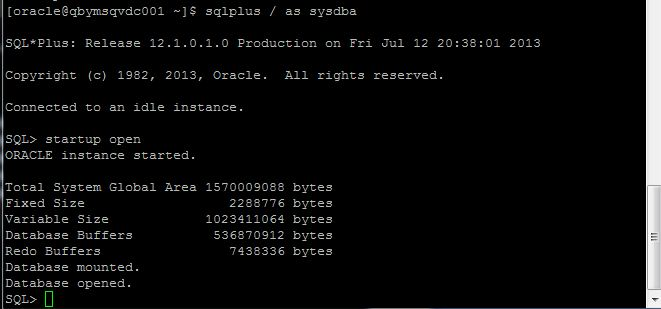 [oracle@qbymsqvdc001 ~]$ sqlplus / as sysdba
SQL*Plus: Release 12.1.0.1.0 Production on Fri Jul 12 20:38:01 2013
Copyright (c) 1982, 2013, Oracle.  All rights reserved.
Connected to an idle instance.
SQL> startup open
ORACLE instance started.
Total System Global Area 1570009088 bytes
Fixed Size                  2288776 bytes
Variable Size            1023411064 bytes
Database Buffers          536870912 bytes
Redo Buffers                7438336 bytes
Database mounted.
Database opened.
SQL>